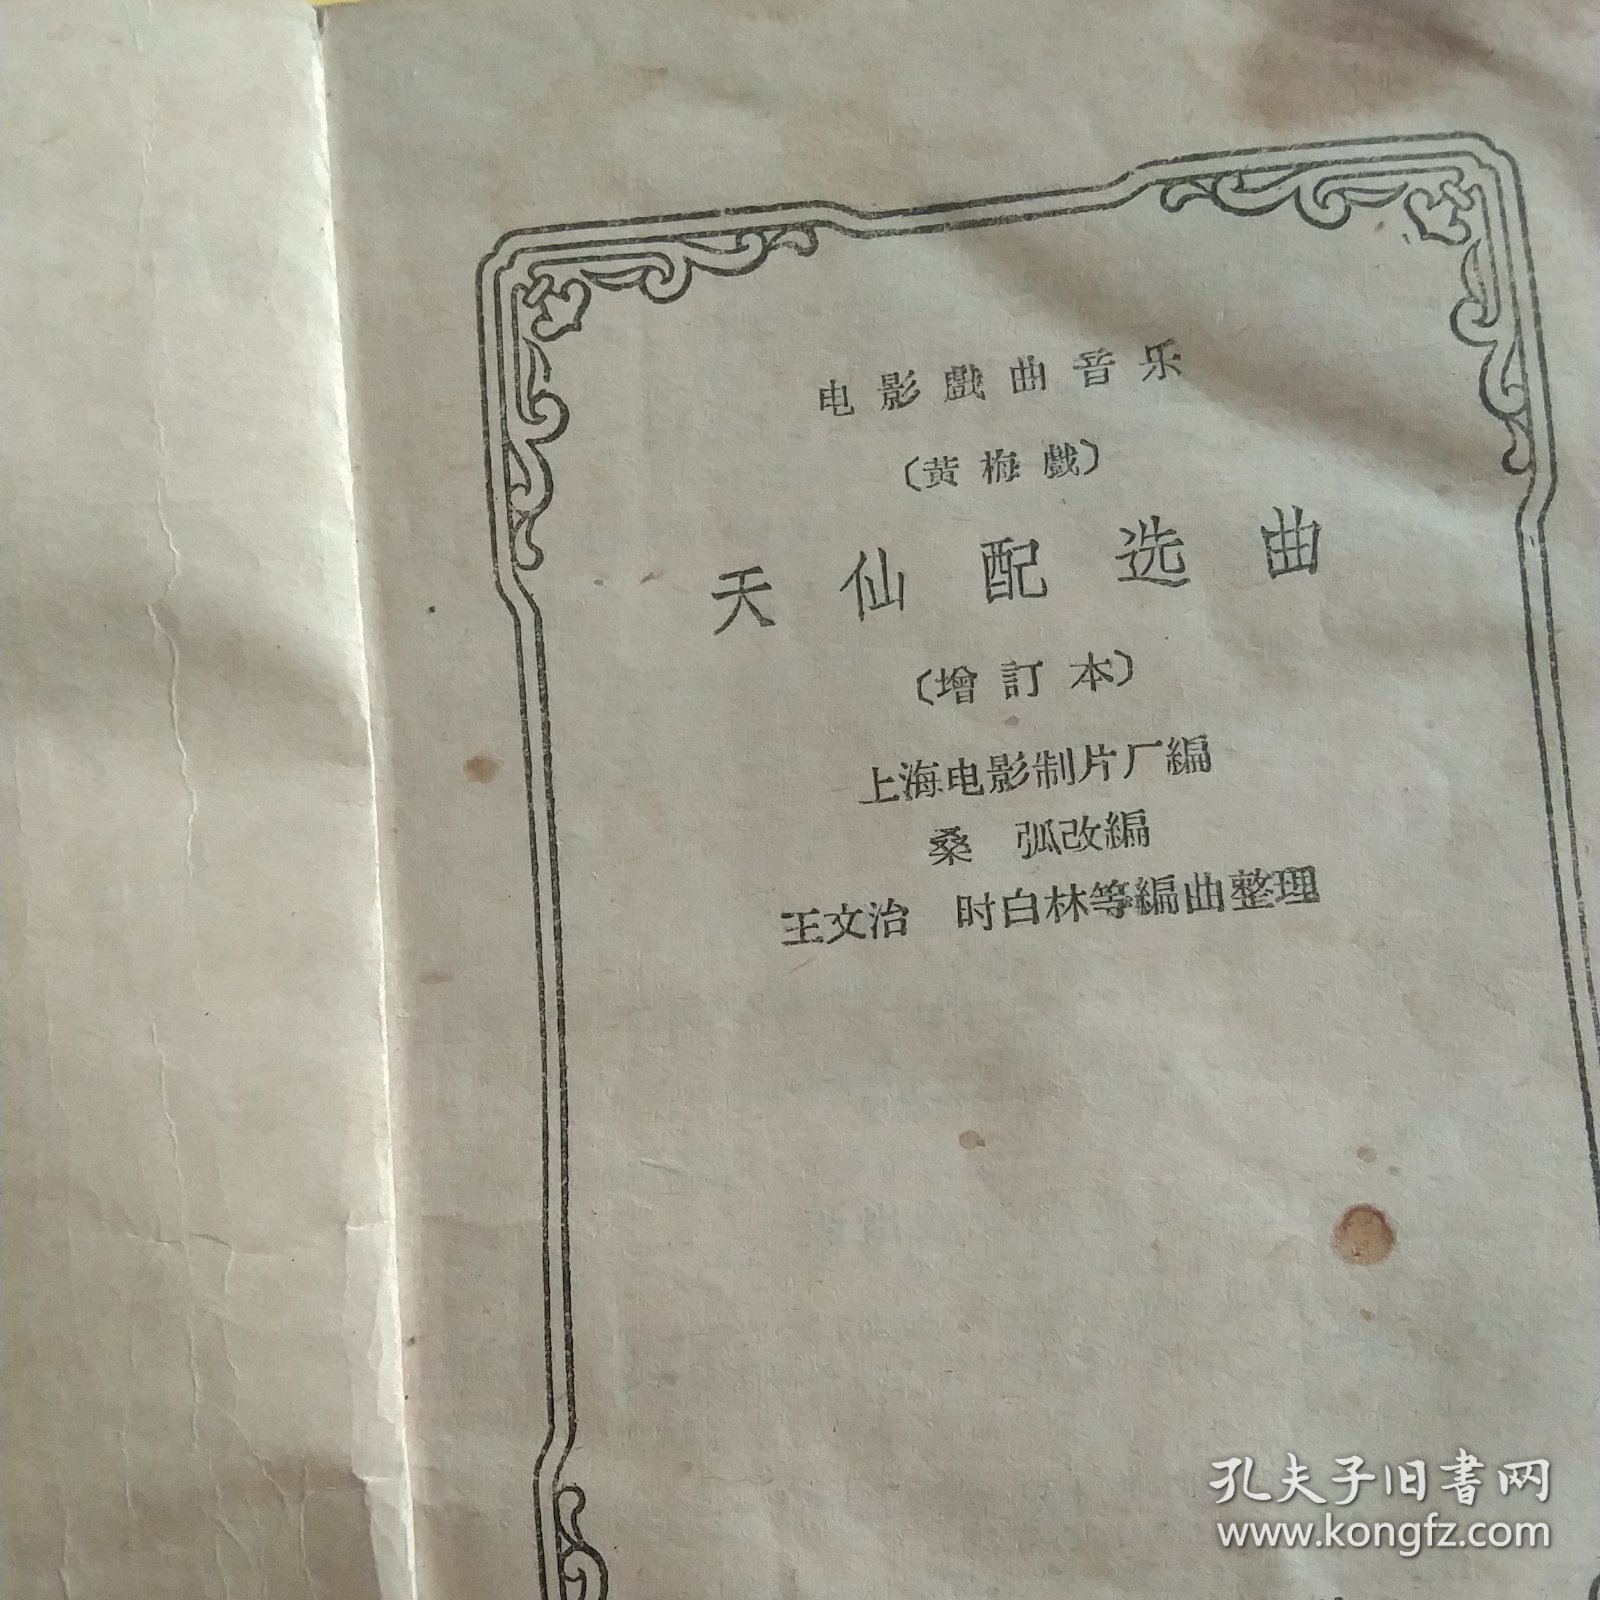 电影戲曲音乐
〔黄梅戲〕
天仙配选曲
〔增訂本〕
上海电影制片厂編
桑 弧改編
王文治 时白林等編曲整理
孔夫子旧書网
www.kongfz.com